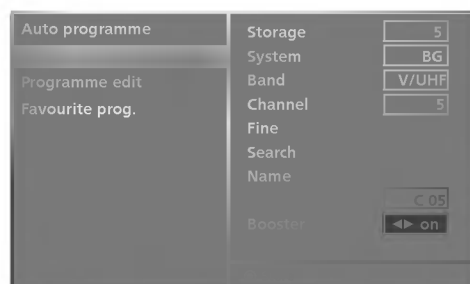 Auto programme
Programme edit
Favourite prog.
Storage 5
System BG
Band V/UHF
Channel 5
Fine
Search
Name
C 05
Booster ◀▶ on